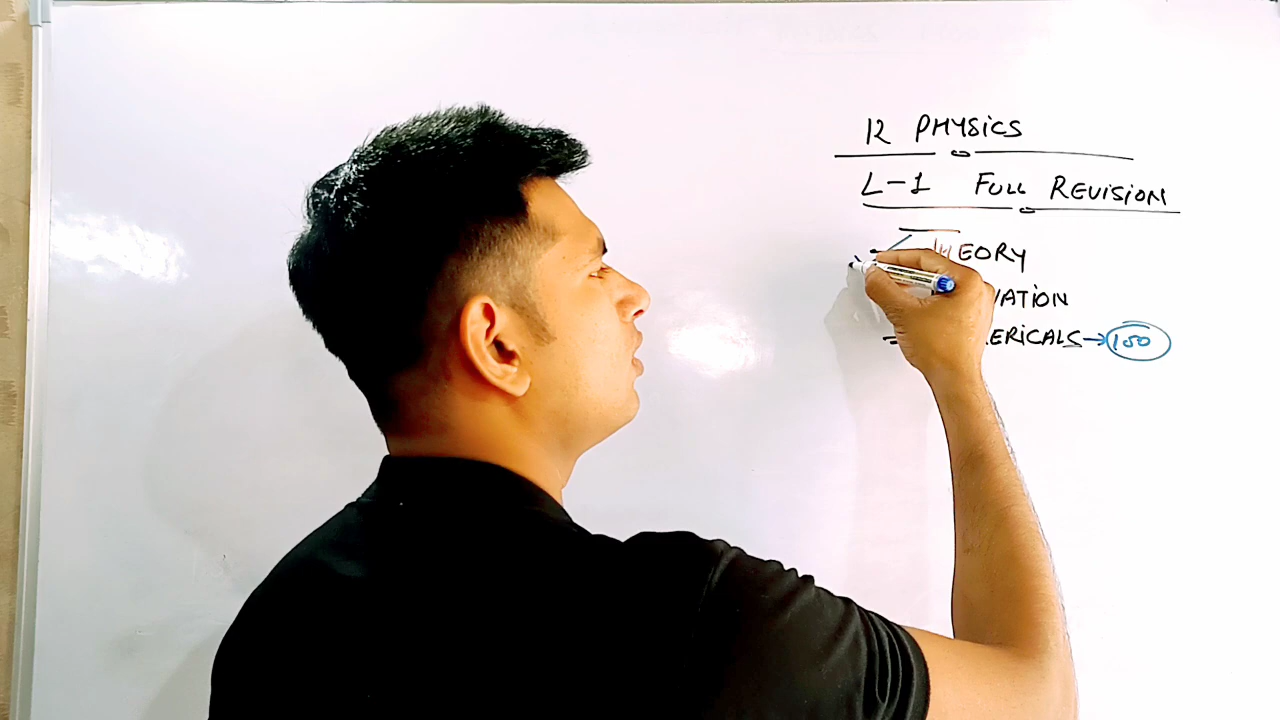 12 PHYSICS
L-1 FULL REVISION
THEORY
VATION
ERICALS→150